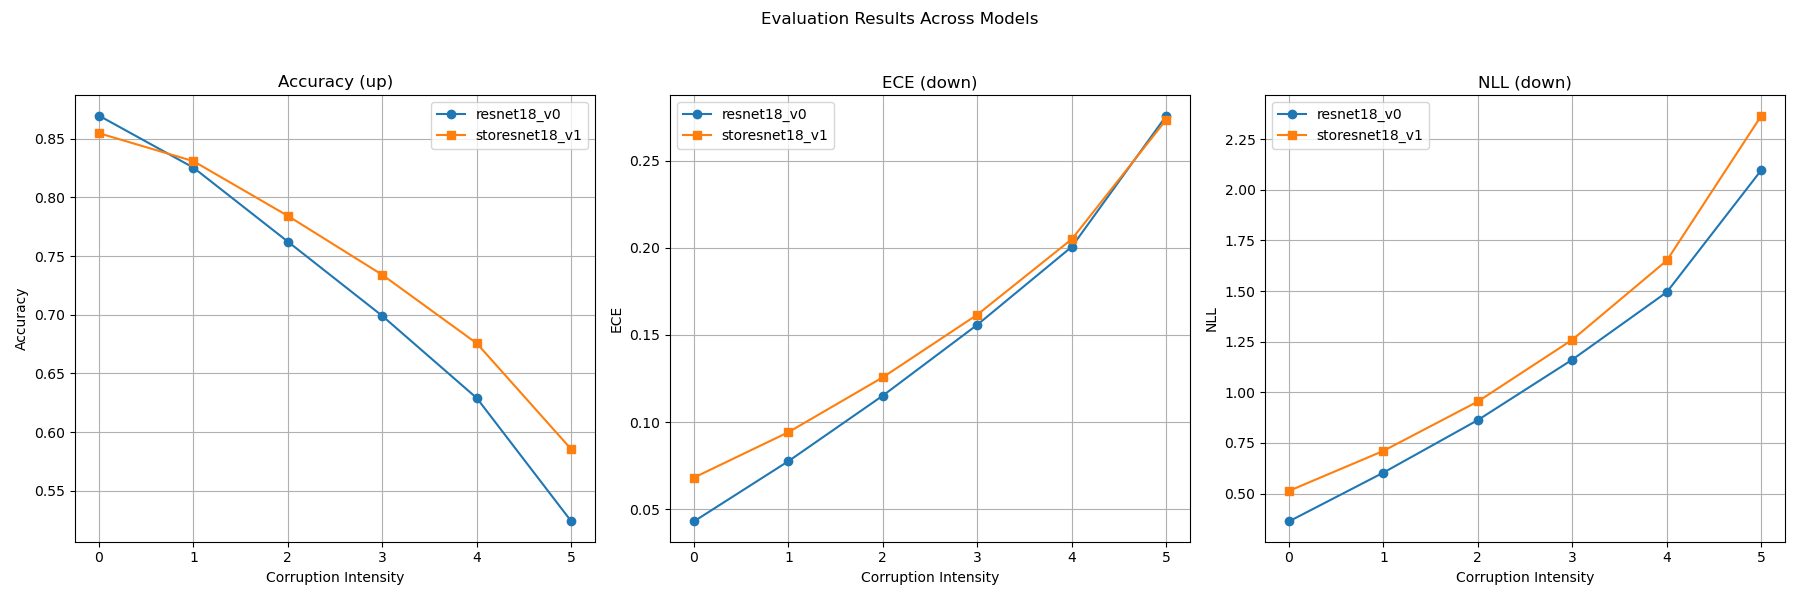 Evaluation Results Across Models
Accuracy (up)
resnet18_v0
storesnet18_v1
0.85
0.80
0.75
0.70
0.65
0.60
0.55
Accuracy
0 1 2 3 4 5
Corruption Intensity
ECE (down)
resnet18_v0
storesnet18_v1
0.25
0.20
0.15
0.10
0.05
ECE
0 1 2 3 4 5
Corruption Intensity
NLL (down)
resnet18_v0
storesnet18_v1
2.25
2.00
1.75
1.50
1.25
1.00
0.75
0.50
NLL
0 1 2 3 4 5
Corruption Intensity